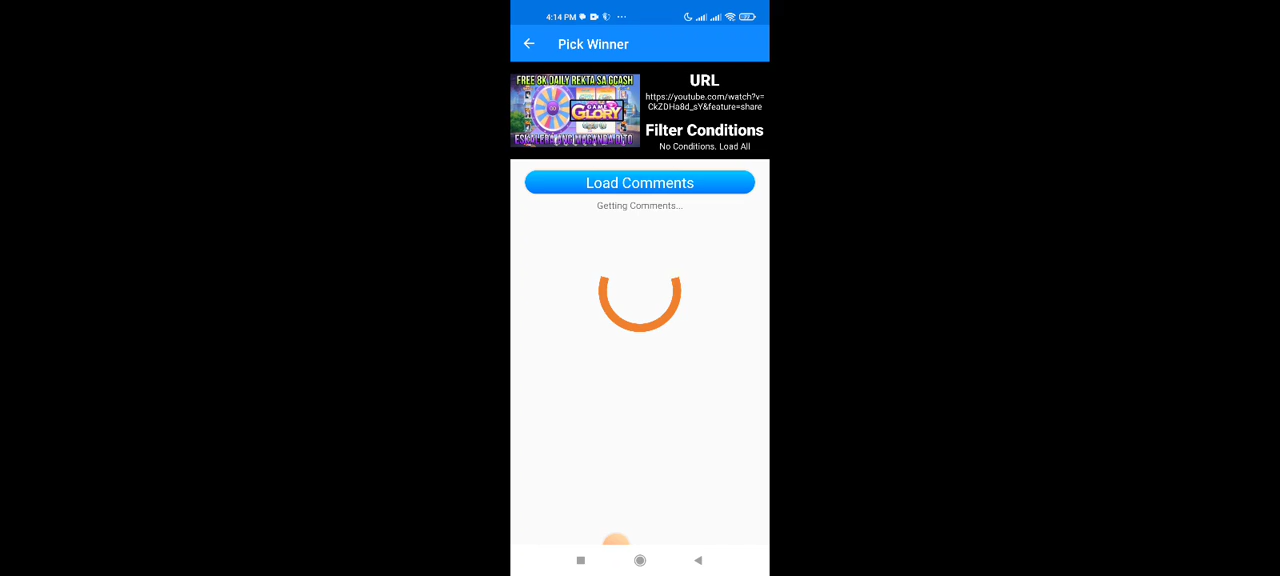 4:14 PM
Pick Winner
FREE 8K DAILY REKTA SA GCASH
GAME
GLORY
URL
https://youtube.com/watch?v=
CkZDHa8d_sY&feature=share
Filter Conditions
No Conditions. Load All
Load Comments
Getting Comments...